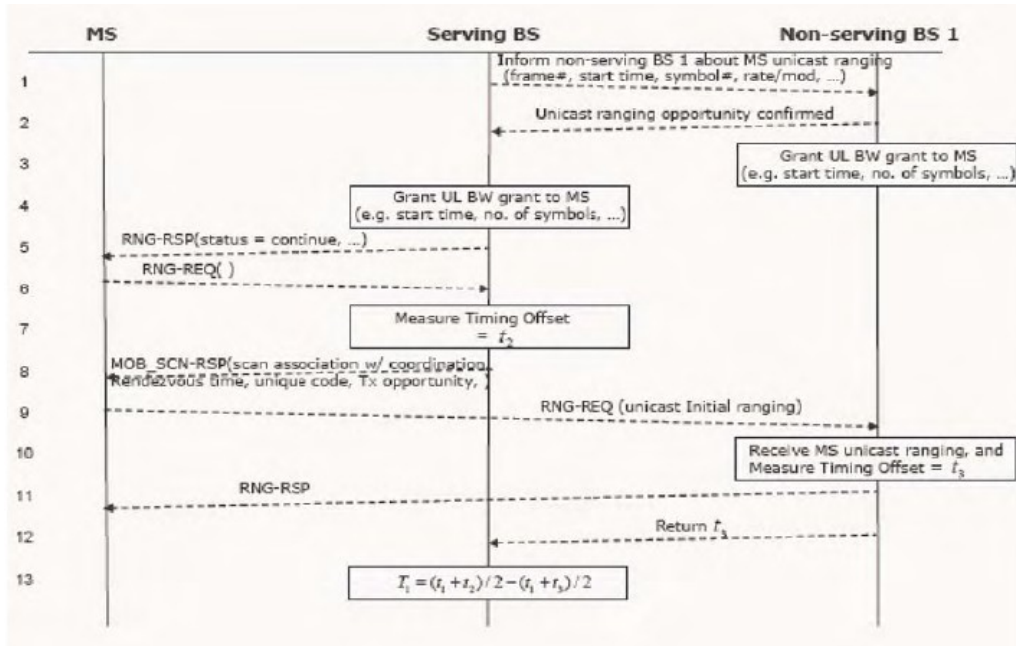 MS
Serving BS
Non-serving BS 1
1
Inform non-serving BS 1 about MS unicast ranging
(frame#, start time, symbol#, rate/mod, ...)
2
Unicast ranging opportunity confirmed
3
Grant UL BW grant to MS
(e.g. start time, no. of symbols, ...)
4
Grant UL BW grant to MS
(e.g. start time, no. of symbols, ...)
5
RNG-RSP(status = continue, ...)
6
RNG-REQ( )
7
Measure Timing Offset
= t₂
8
MOB_SCN-RSP(scan association w/ coordination,
Rendezvous time, unique code, Tx opportunity, )
9
RNG-REQ (unicast Initial ranging)
10
Receive MS unicast ranging, and
Measure Timing Offset = t₃
11
RNG-RSP
12
Return t₃
13
T₁ = (t₁ + t₂) / 2 − (t₁ + t₃) / 2